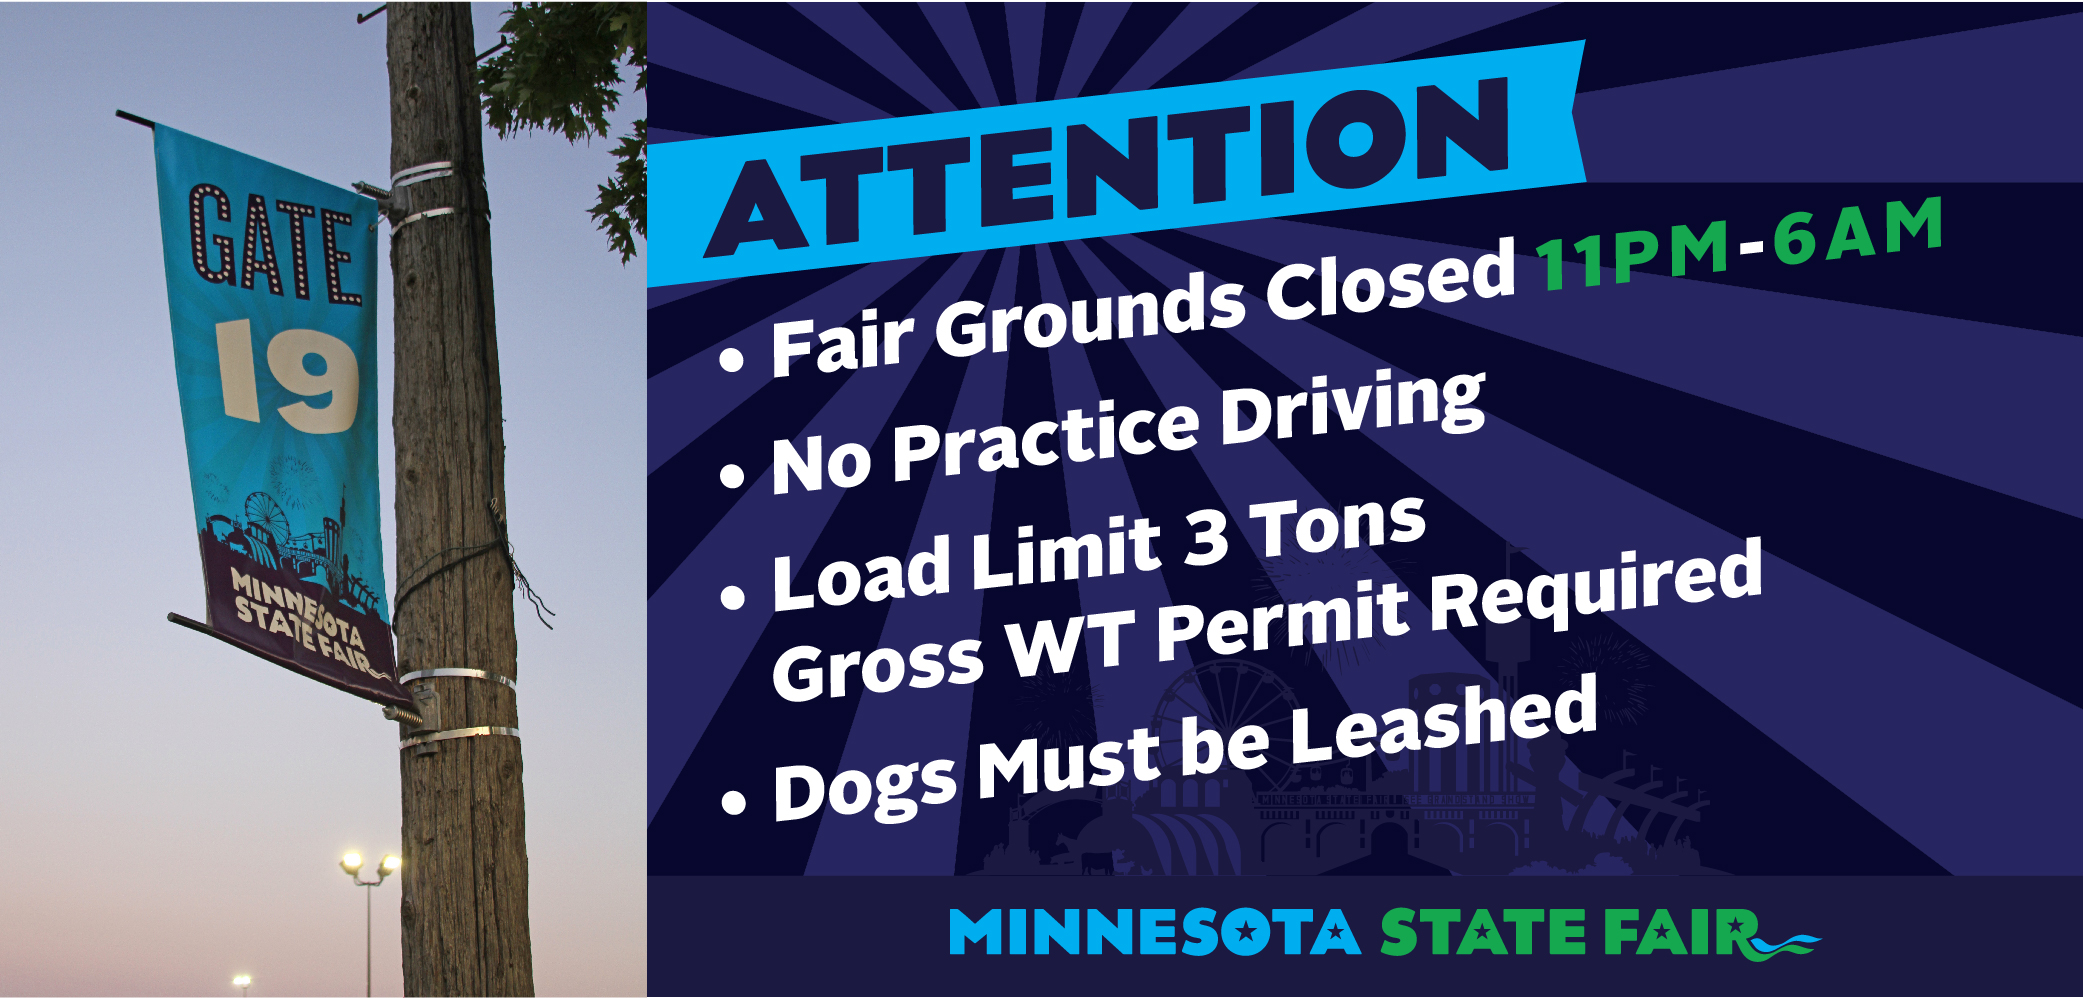 GATE
19
MINNESOTA
STATE FAIR
ATTENTION
• Fair Grounds Closed 11PM-6AM
• No Practice Driving
• Load Limit 3 Tons
Gross WT Permit Required
• Dogs Must be Leashed
MINNESOTA STATE FAIR